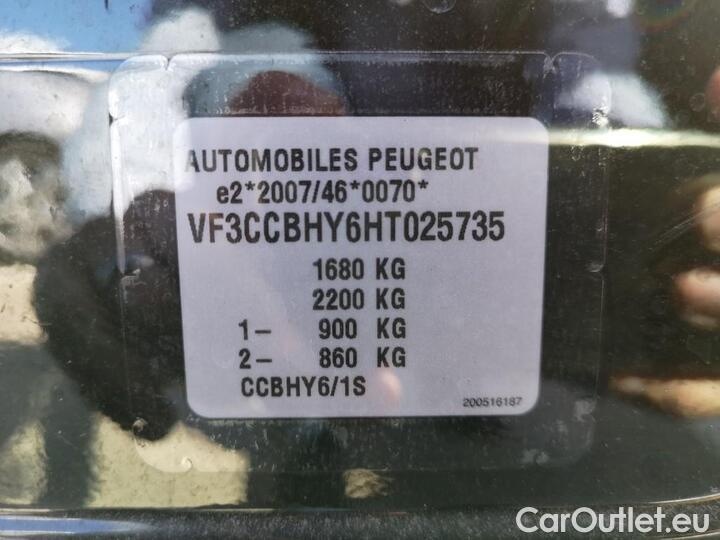 AUTOMOBILES PEUGEOT
e2*2007/46*0070*
VF3CCBHY6HT025735
1680 KG
2200 KG
1- 900 KG
2- 860 KG
CCBHY6/1S
200516187
CarOutlet.eu